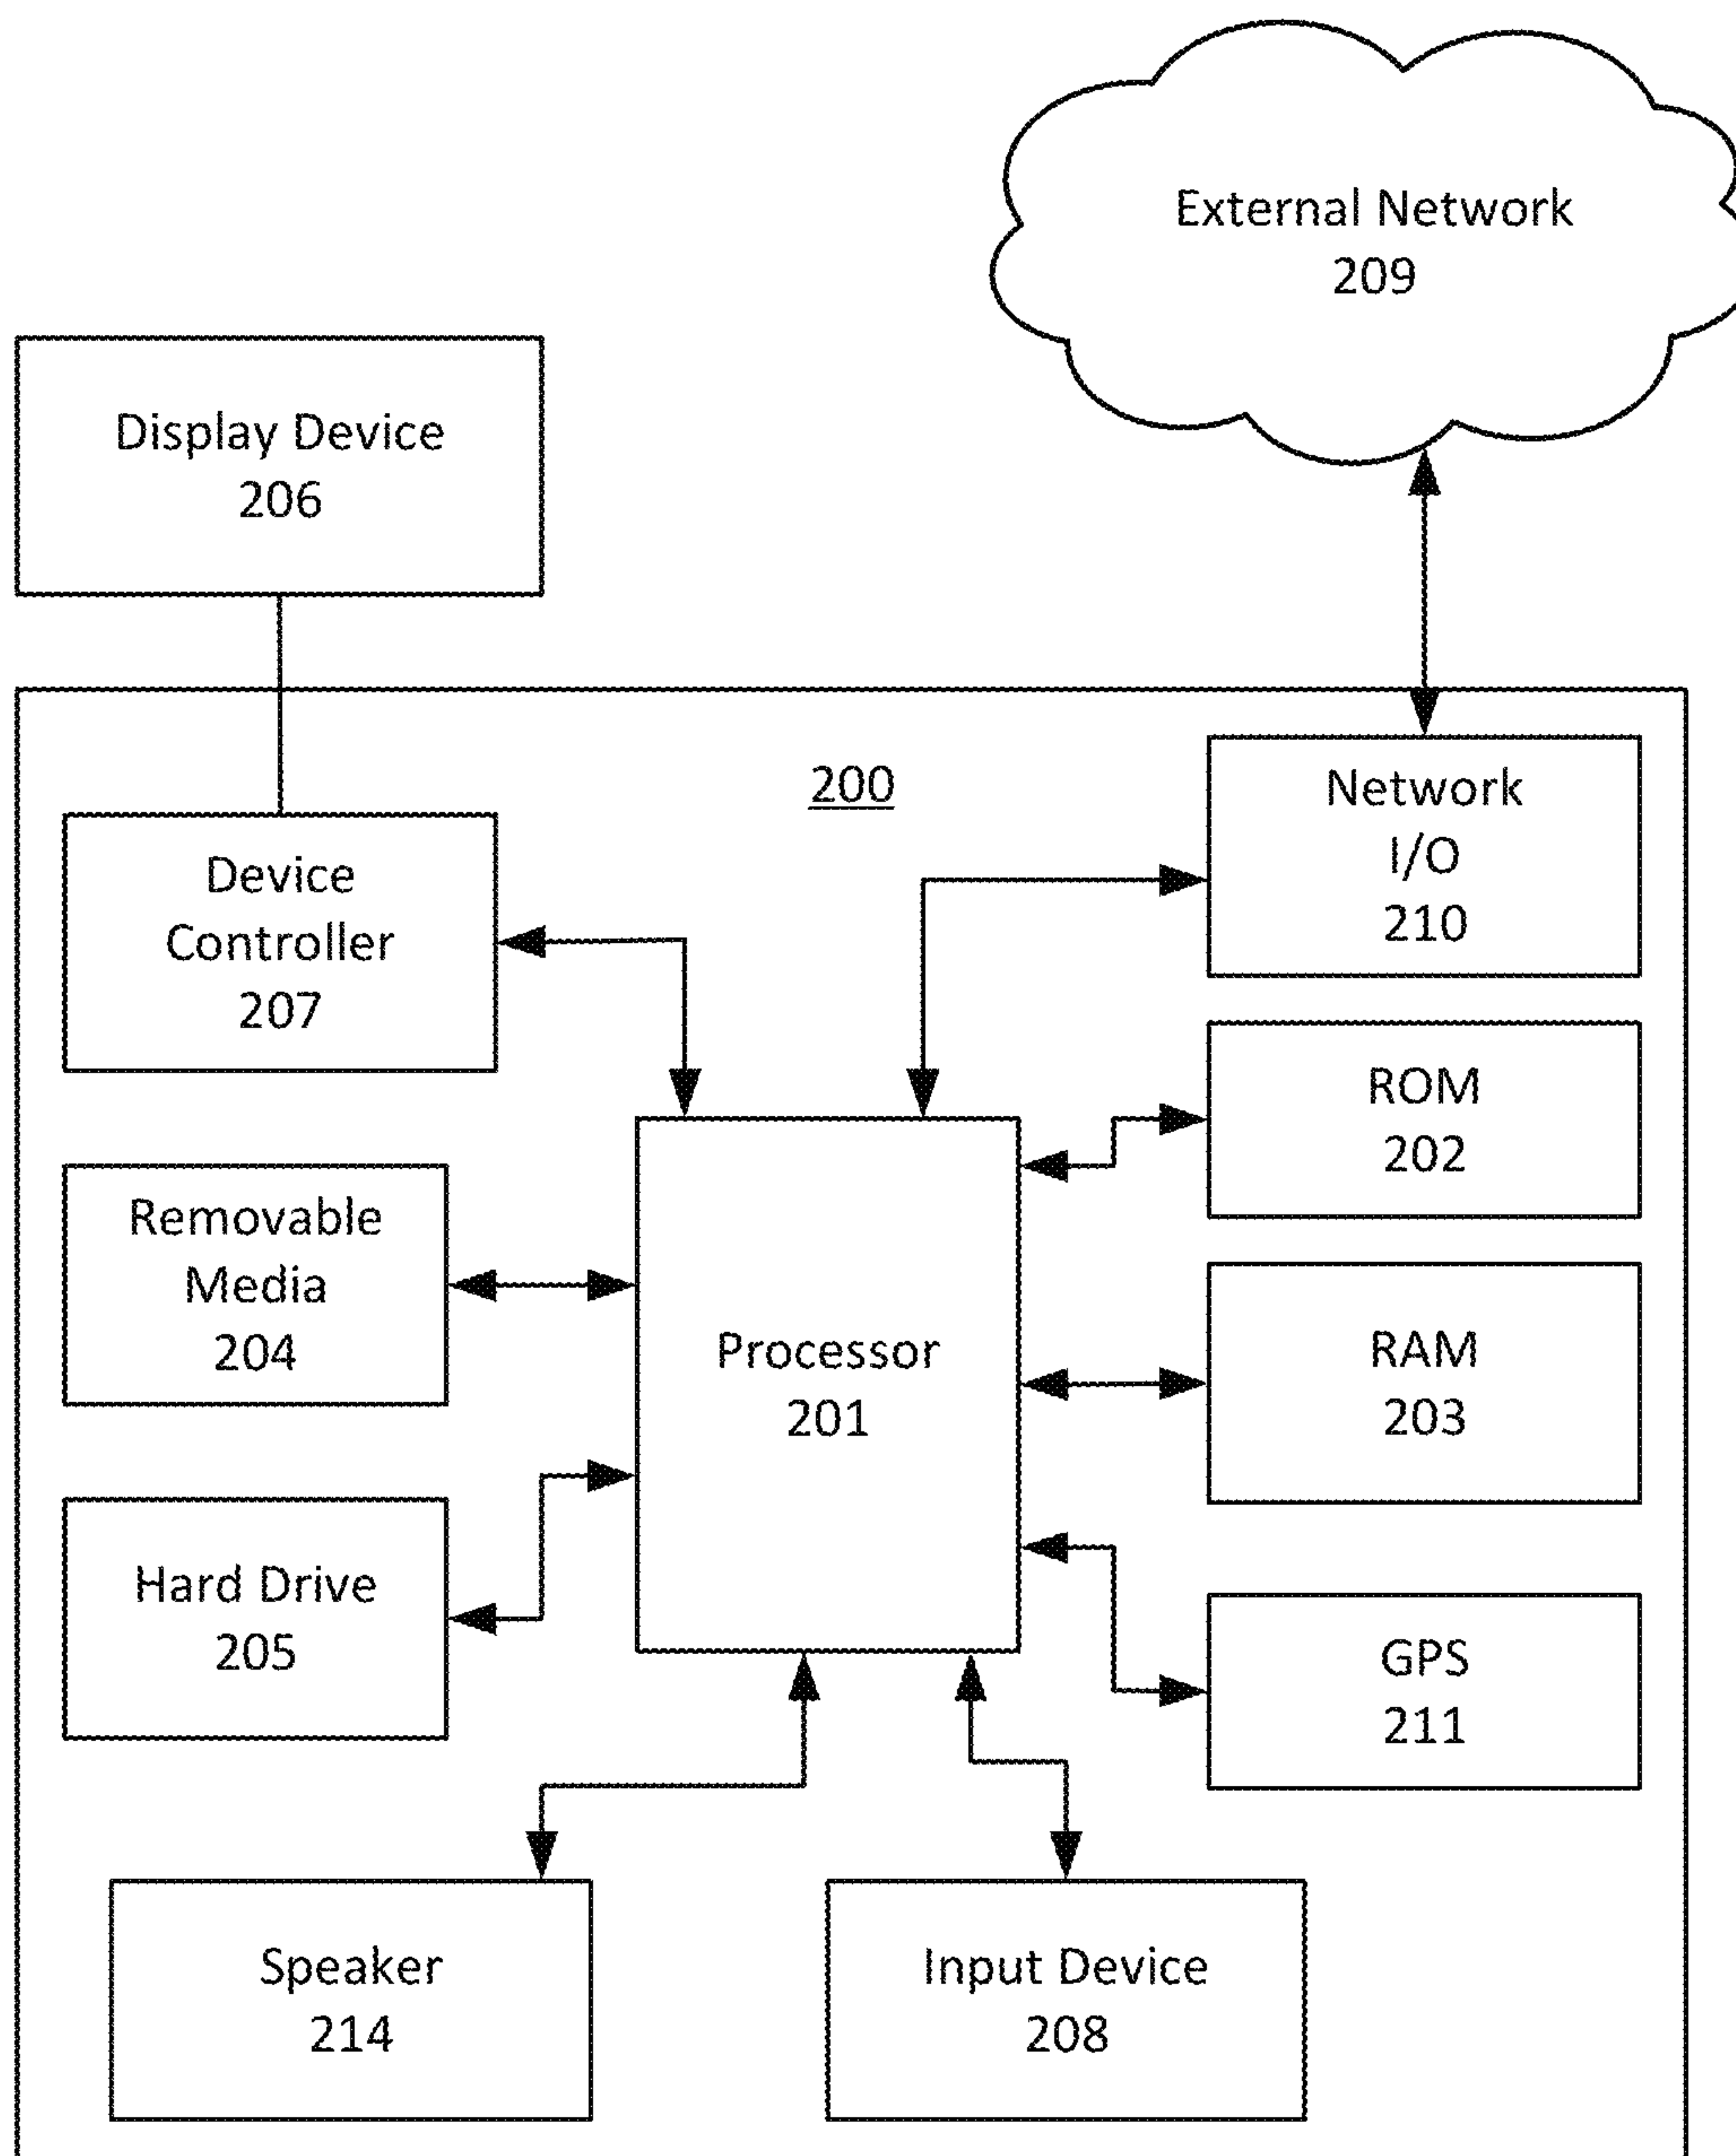 External Network
209
Display Device
206
200
Network
I/O
210
Device
Controller
207
ROM
202
Removable
Media
204
Processor
201
RAM
203
Hard Drive
205
GPS
211
Speaker
214
Input Device
208